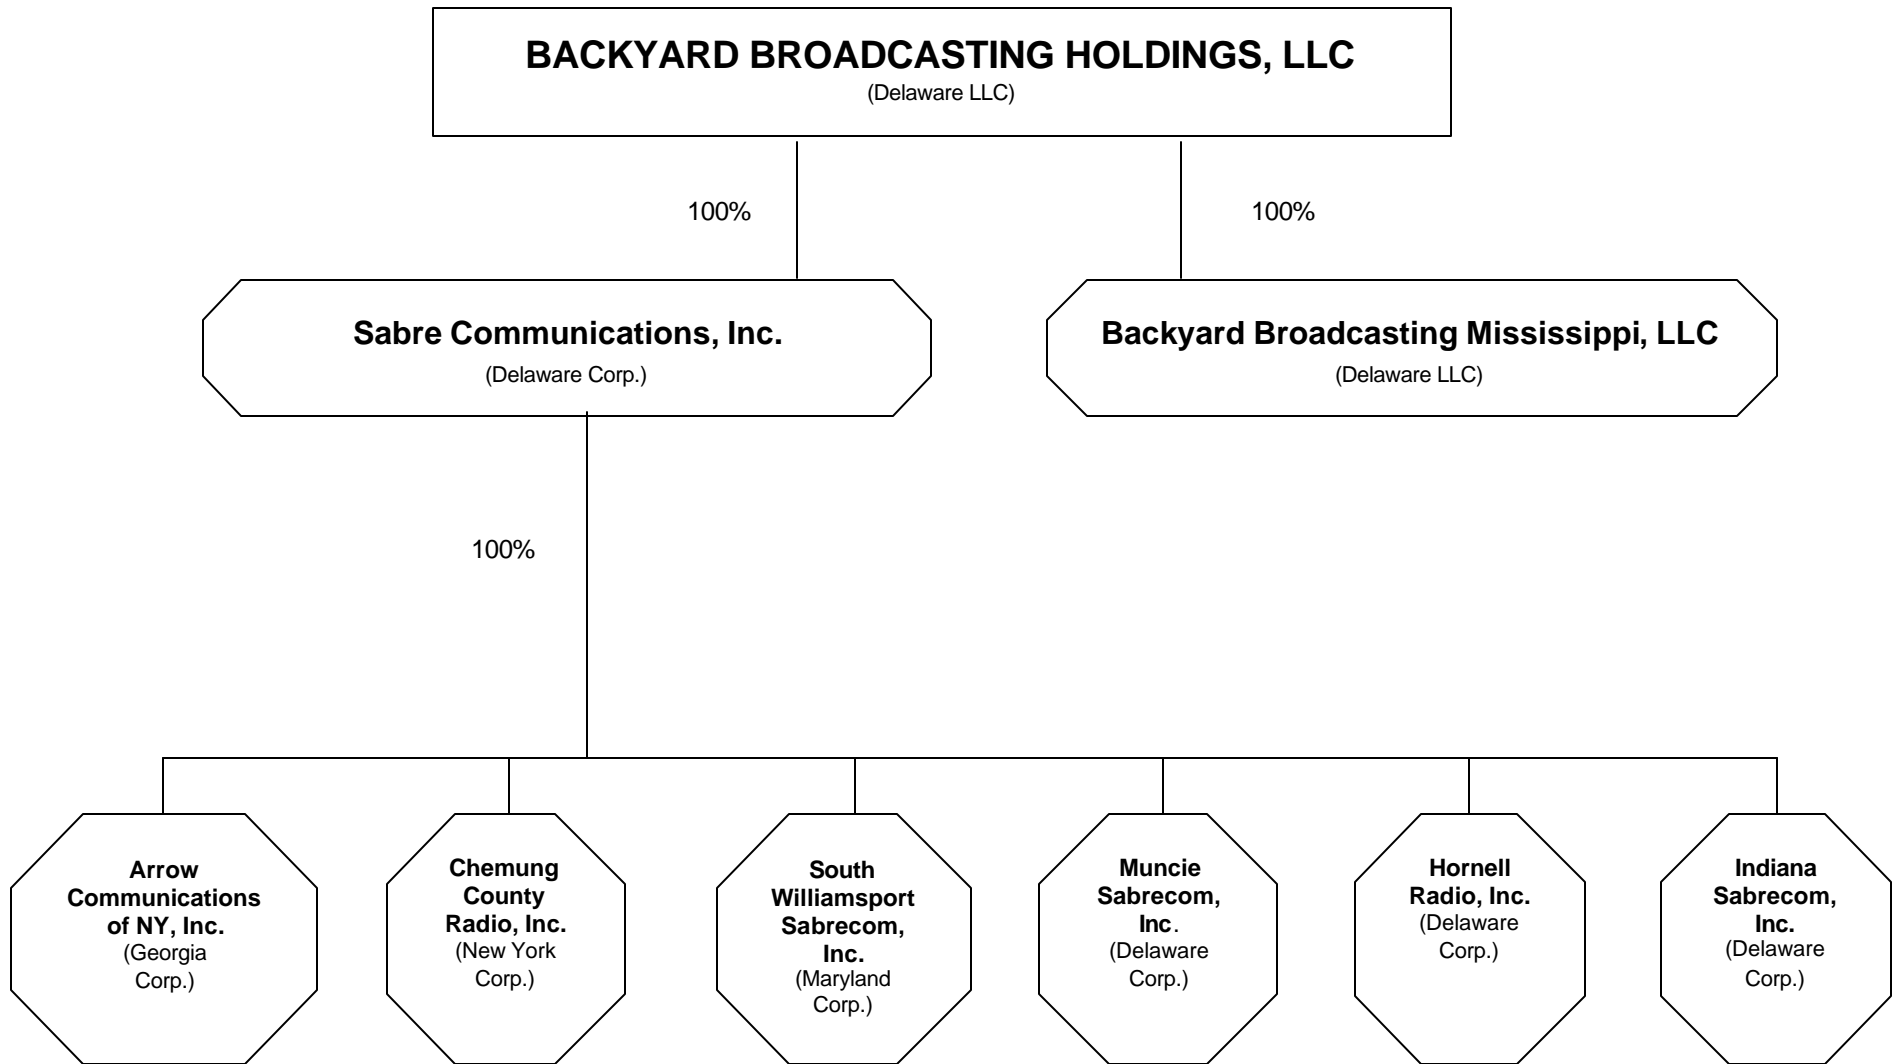 BACKYARD BROADCASTING HOLDINGS, LLC
(Delaware LLC)
100%
100%
Sabre Communications, Inc.
(Delaware Corp.)
Backyard Broadcasting Mississippi, LLC
(Delaware LLC)
100%
Arrow
Communications
of NY, Inc.
(Georgia
Corp.)
Chemung
County
Radio, Inc.
(New York
Corp.)
South
Williamsport
Sabrecom,
Inc.
(Maryland
Corp.)
Muncie
Sabrecom,
Inc.
(Delaware
Corp.)
Hornell
Radio, Inc.
(Delaware
Corp.)
Indiana
Sabrecom,
Inc.
(Delaware
Corp.)